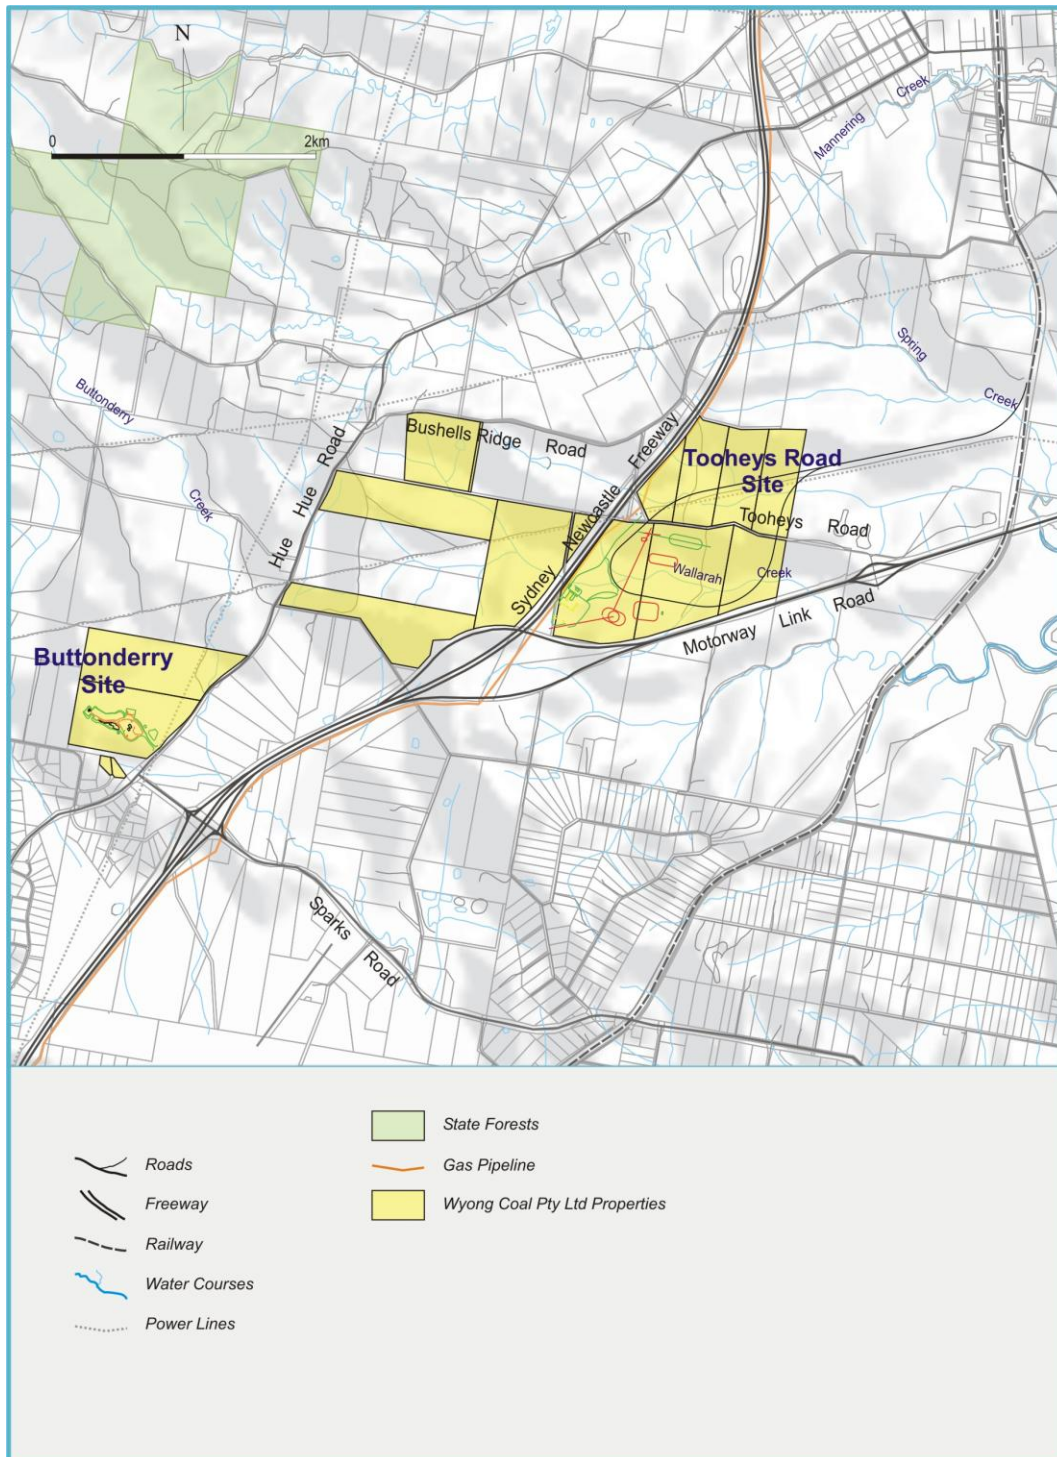 N
0 2km
Mannering Creek
Spring Creek
Buttonderry Creek
Hue Road
Hue Road
Bushells Ridge Road
Sydney Newcastle Freeway
Tooheys Road
Site
Tooheys Road
Wallarah Creek
Motorway Link Road
Buttonderry
Site
Sparks Road
State Forests
Roads
Gas Pipeline
Freeway
Wyong Coal Pty Ltd Properties
Railway
Water Courses
Power Lines